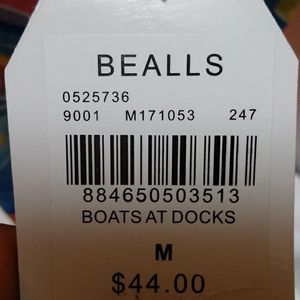 BEALLS
0525736
9001 M171053 247
884650503513
BOATS AT DOCKS
M
$44.00